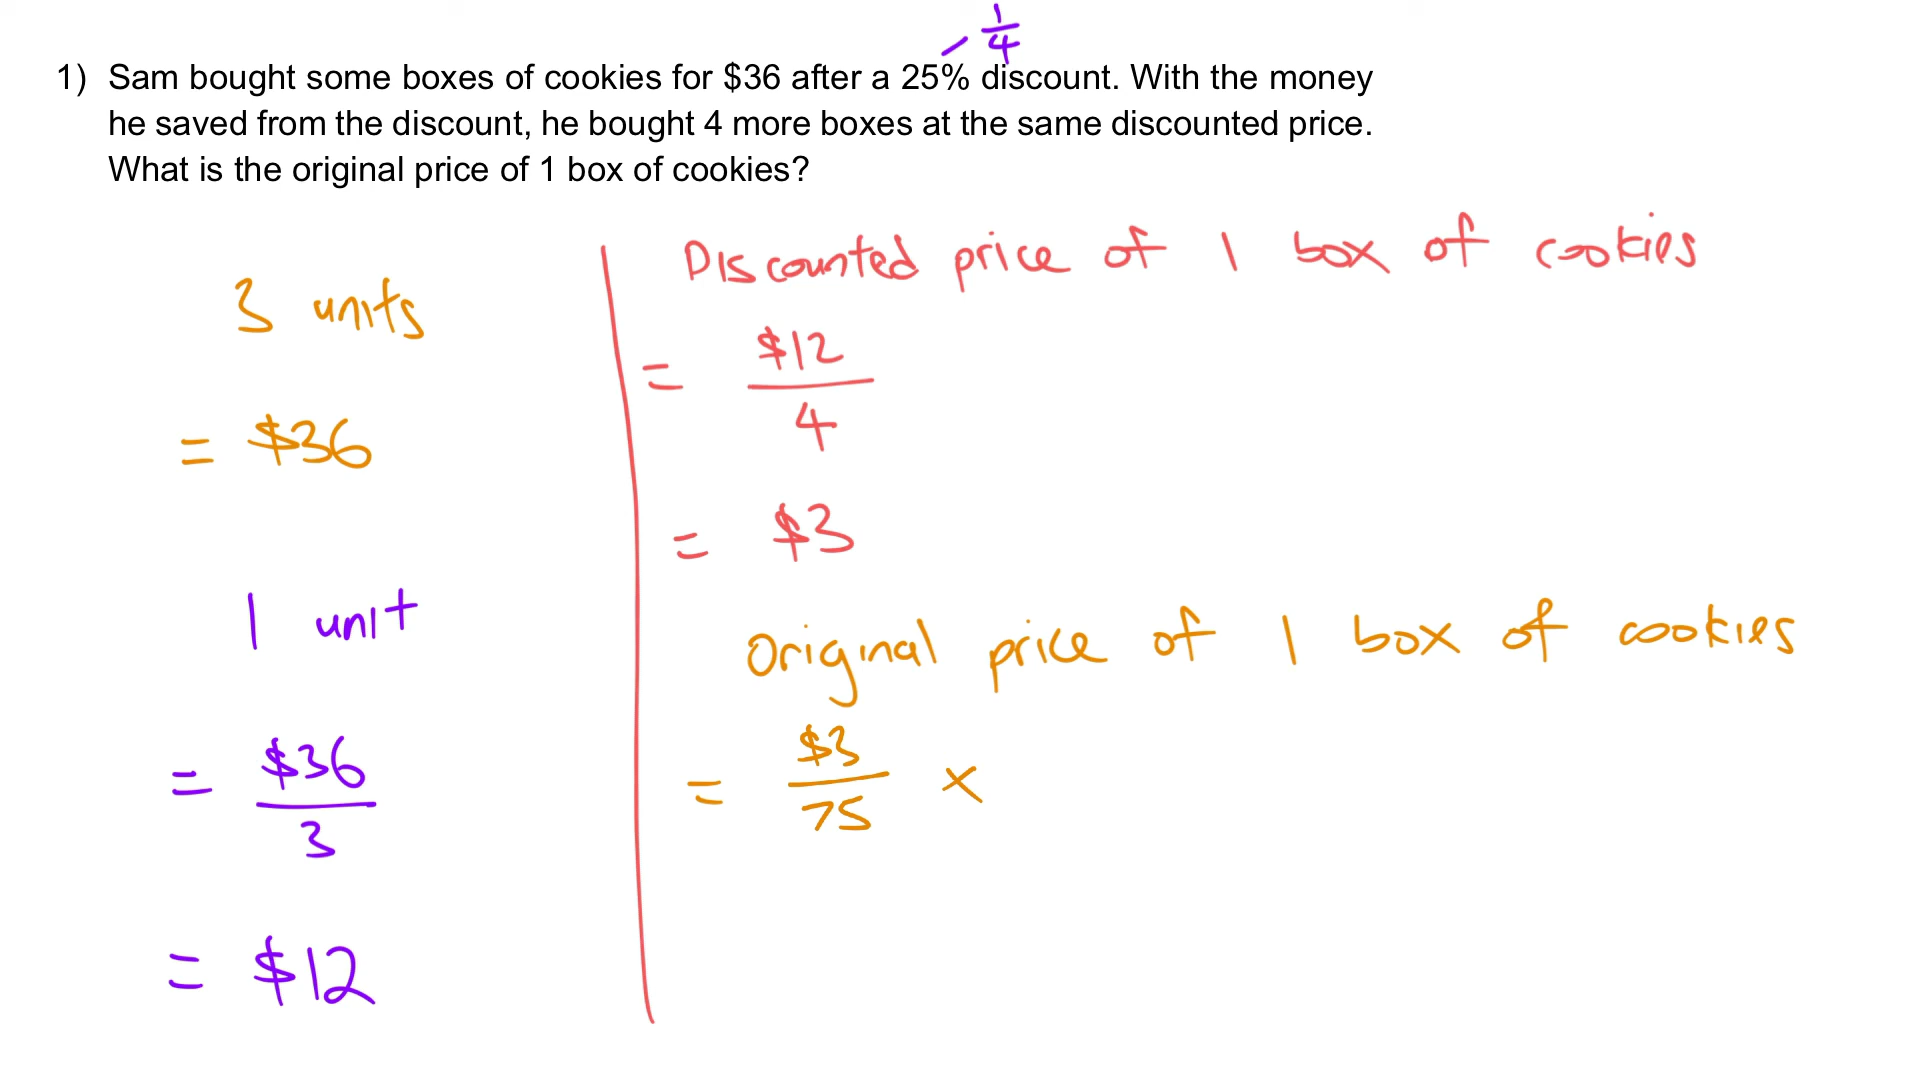 1
4
1) Sam bought some boxes of cookies for $36 after a 25% discount. With the money
he saved from the discount, he bought 4 more boxes at the same discounted price.
What is the original price of 1 box of cookies?
3 units
= $36
1 unit
= $36
3
= $12
Discounted price of 1 box of cookies
= $12
4
= $3
Original price of 1 box of cookies
= $3 ×
75